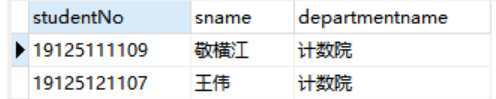 studentNo sname departmentname
19125111109 敬横江 计数院
19125121107 王伟 计数院